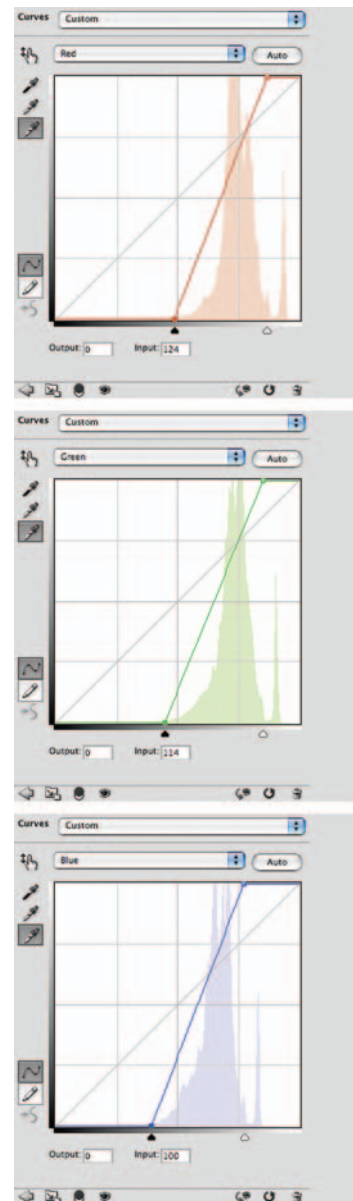 Curves Custom
Red Auto
Output: 0 Input: 124
Curves Custom
Green Auto
Output: 0 Input: 114
Curves Custom
Blue Auto
Output: 0 Input: 100